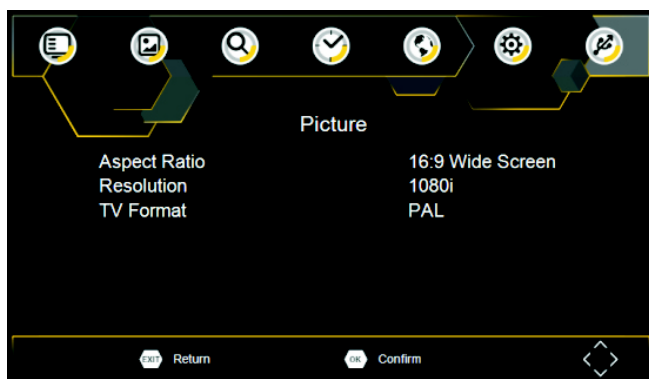 Picture
Aspect Ratio 16:9 Wide Screen
Resolution 1080i
TV Format PAL
EXIT Return OK Confirm